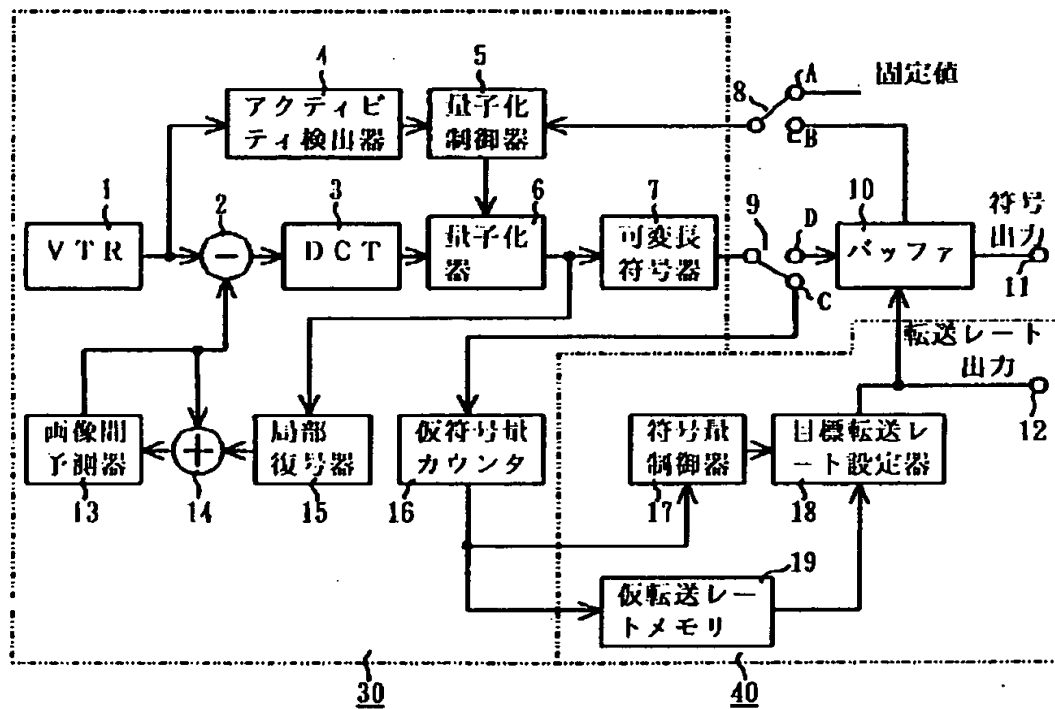 4
アクティビ
ティ検出器
5
量子化
制御器
8
A
固定値
B
1
VTR
2
−
3
DCT
6
量子化
器
7
可変長
符号器
9
D
C
10
バッファ
符号
出力
11
転送レート
出力
12
画像間
予測器
13
+
14
局部
復号器
15
仮符号量
カウンタ
16
符号量
制御器
17
目標転送レ
ート設定器
18
仮転送レー
トメモリ
19
30
40